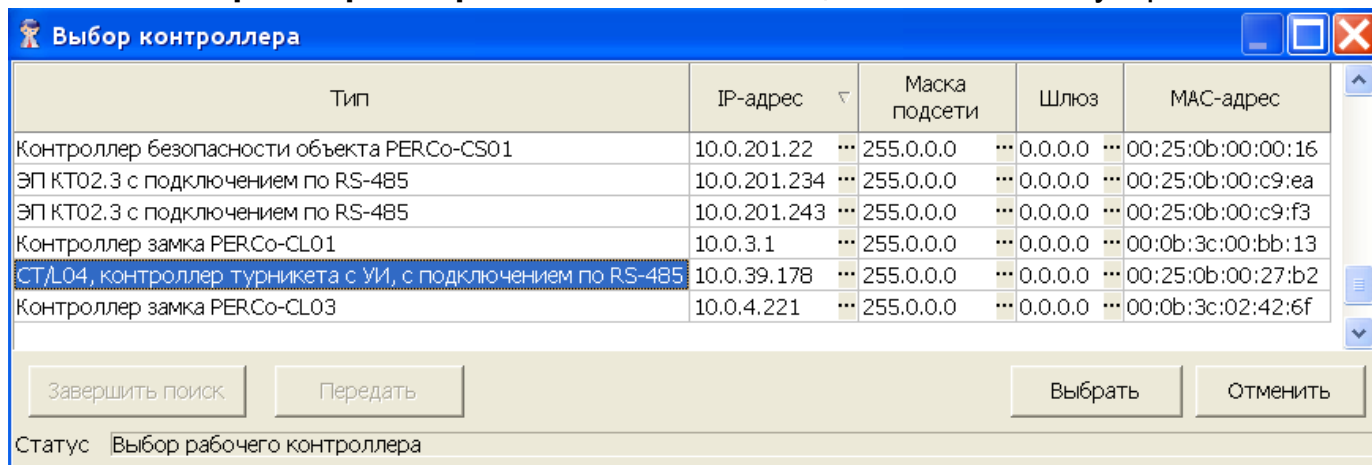 Выбор контроллера
Тип IP-адрес Маска подсети Шлюз MAC-адрес
Контроллер безопасности объекта PERCo-CS01 10.0.201.22 ... 255.0.0.0 ... 0.0.0.0 ... 00:25:0b:00:00:16
ЭП КТ02.3 с подключением по RS-485 10.0.201.234 ... 255.0.0.0 ... 0.0.0.0 ... 00:25:0b:00:c9:ea
ЭП КТ02.3 с подключением по RS-485 10.0.201.243 ... 255.0.0.0 ... 0.0.0.0 ... 00:25:0b:00:c9:f3
Контроллер замка PERCo-CL01 10.0.3.1 ... 255.0.0.0 ... 0.0.0.0 ... 00:0b:3c:00:bb:13
CT/L04, контроллер турникета с УИ, с подключением по RS-485 10.0.39.178 ... 255.0.0.0 ... 0.0.0.0 ... 00:25:0b:00:27:b2
Контроллер замка PERCo-CL03 10.0.4.221 ... 255.0.0.0 ... 0.0.0.0 ... 00:0b:3c:02:42:6f
Завершить поиск Передать Выбрать Отменить
Статус Выбор рабочего контроллера